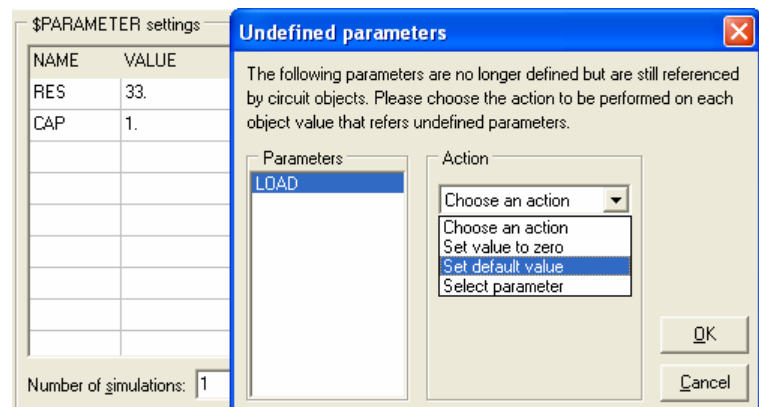 $PARAMETER settings
NAME VALUE
RES 33.
CAP 1.
Number of simulations: 1
Undefined parameters
The following parameters are no longer defined but are still referenced
by circuit objects. Please choose the action to be performed on each
object value that refers undefined parameters.
Parameters
LOAD
Action
Choose an action
Choose an action
Set value to zero
Set default value
Select parameter
OK
Cancel